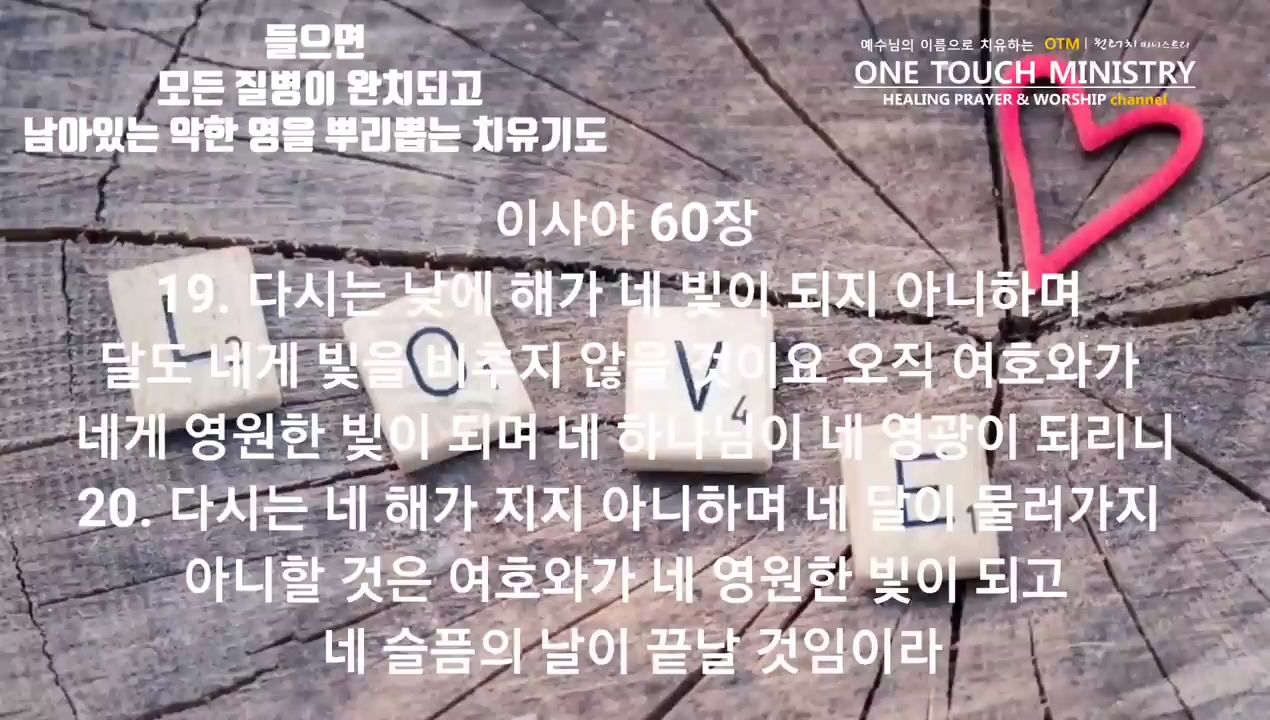 들으면
모든 질병이 완치되고
남아있는 악한 영을 뿌리뽑는 치유기도
예수님의 이름으로 치유하는 OTM | 원터치 미니스트리
ONE TOUCH MINISTRY
HEALING PRAYER & WORSHIP channel
이사야 60장
19. 다시는 낮에 해가 네 빛이 되지 아니하며
달도 네게 빛을 비추지 않을 것이요 오직 여호와가
네게 영원한 빛이 되며 네 하나님이 네 영광이 되리니
20. 다시는 네 해가 지지 아니하며 네 달이 물러가지
아니할 것은 여호와가 네 영원한 빛이 되고
네 슬픔의 날이 끝날 것임이라
L
O
V 4
E 1